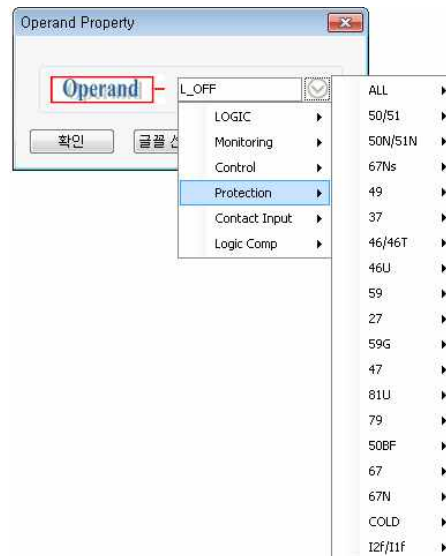 Operand Property
Operand
L_OFF
확인
글꼴
LOGIC
Monitoring
Control
Protection
Contact Input
Logic Comp
ALL
50/51
50N/51N
67Ns
49
37
46/46T
46U
59
27
59G
47
81U
79
50BF
67
67N
COLD
I2f/I1f